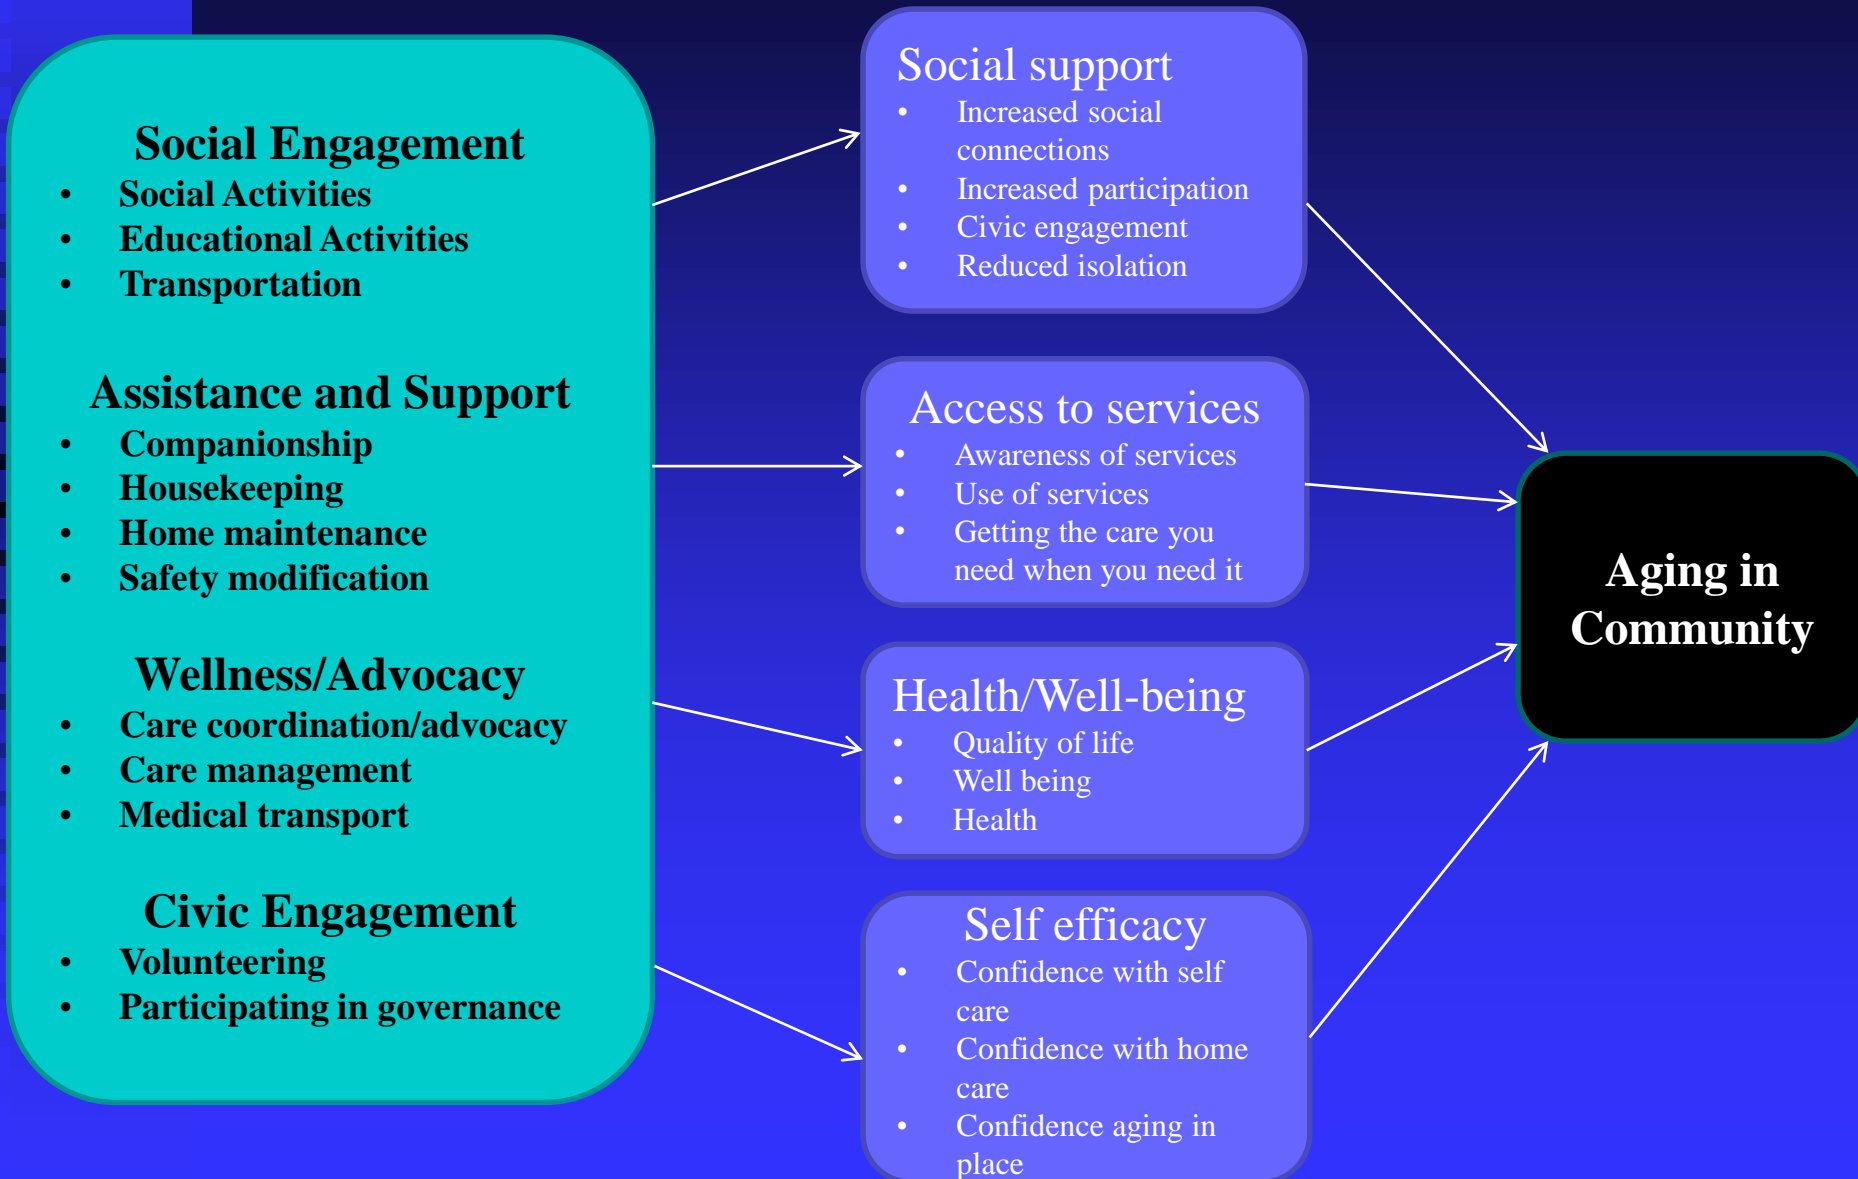 Social Engagement
• Social Activities
• Educational Activities
• Transportation
Assistance and Support
• Companionship
• Housekeeping
• Home maintenance
• Safety modification
Wellness/Advocacy
• Care coordination/advocacy
• Care management
• Medical transport
Civic Engagement
• Volunteering
• Participating in governance
Social support
• Increased social
connections
• Increased participation
• Civic engagement
• Reduced isolation
Access to services
• Awareness of services
• Use of services
• Getting the care you
need when you need it
Health/Well-being
• Quality of life
• Well being
• Health
Self efficacy
• Confidence with self
care
• Confidence with home
care
• Confidence aging in
place
Aging in
Community